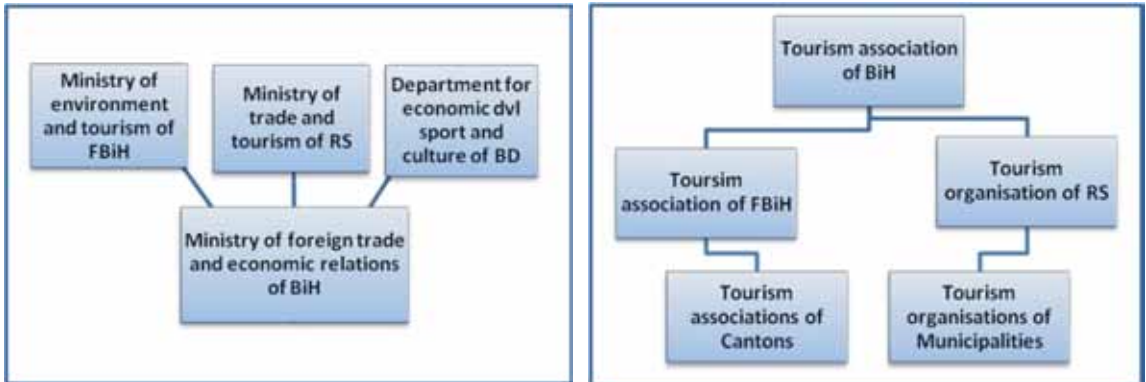 Ministry of
environment
and tourism of
FBiH
Ministry of
trade and
tourism of RS
Department for
economic dvl
sport and
culture of BD
Ministry of foreign trade
and economic relations
of BiH
Tourism association
of BiH
Toursim
association of FBiH
Tourism
organisation of RS
Tourism
associations of
Cantons
Tourism
organisations of
Municipalities